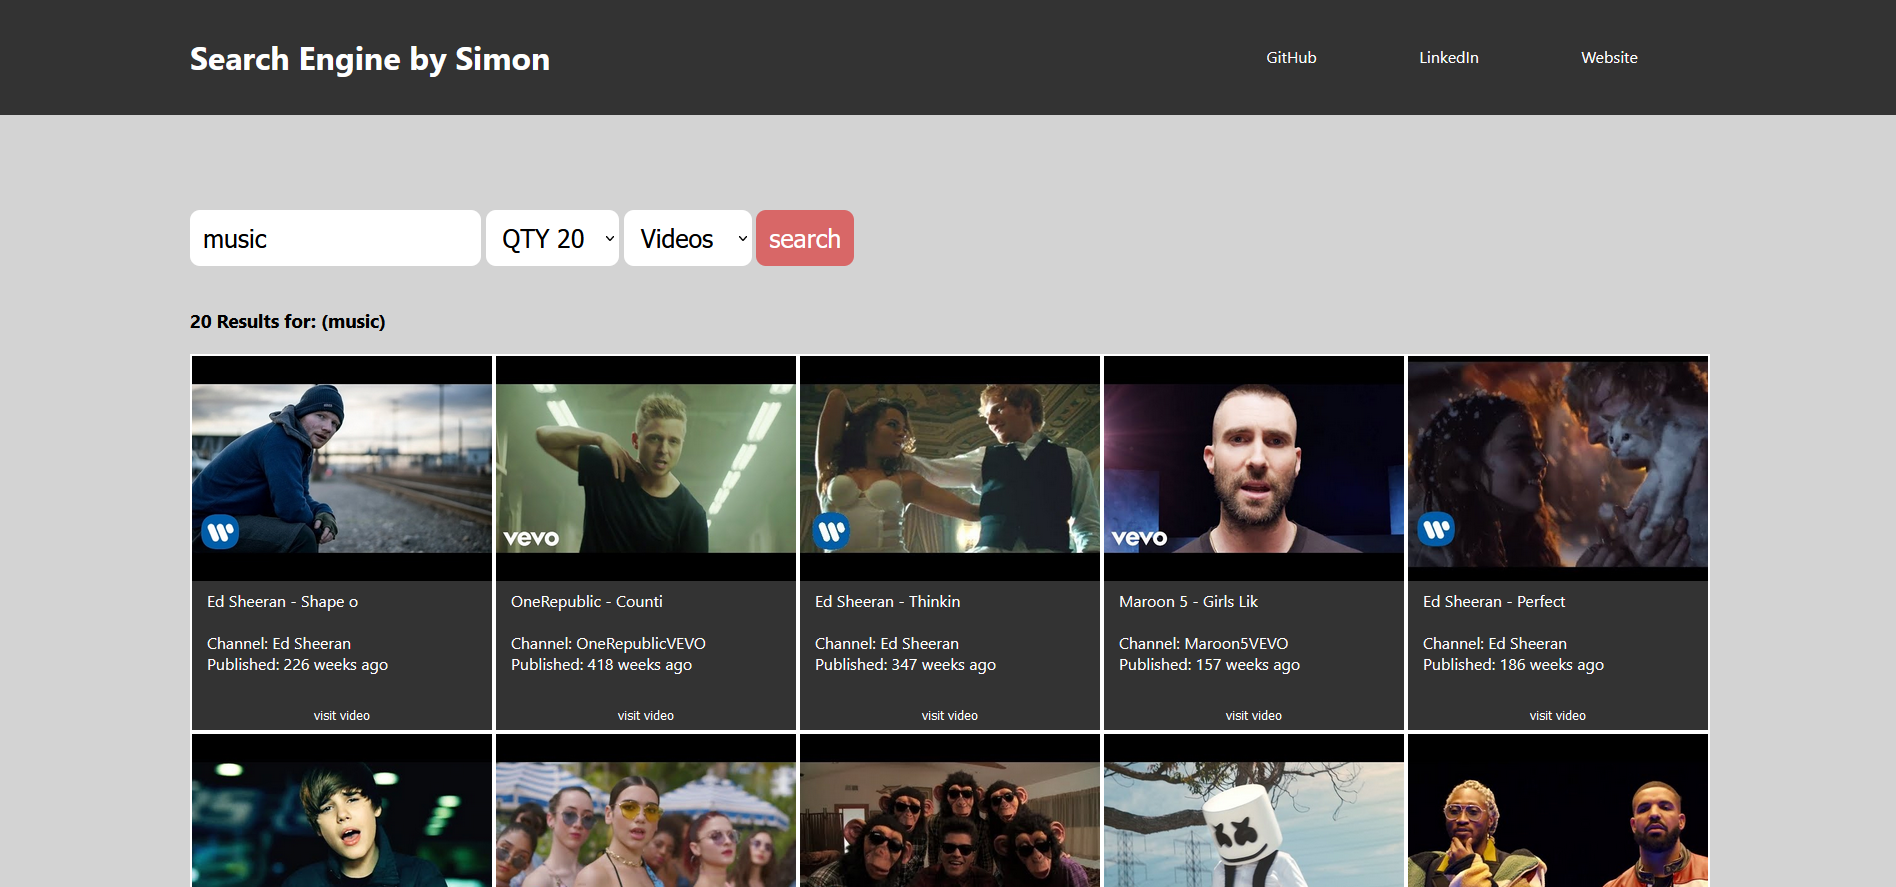 Search Engine by Simon
GitHub
LinkedIn
Website
music
QTY 20
Videos
search
20 Results for: (music)
vevo
vevo
Ed Sheeran - Shape o
Channel: Ed Sheeran
Published: 226 weeks ago
visit video
OneRepublic - Counti
Channel: OneRepublicVEVO
Published: 418 weeks ago
visit video
Ed Sheeran - Thinkin
Channel: Ed Sheeran
Published: 347 weeks ago
visit video
Maroon 5 - Girls Lik
Channel: Maroon5VEVO
Published: 157 weeks ago
visit video
Ed Sheeran - Perfect
Channel: Ed Sheeran
Published: 186 weeks ago
visit video